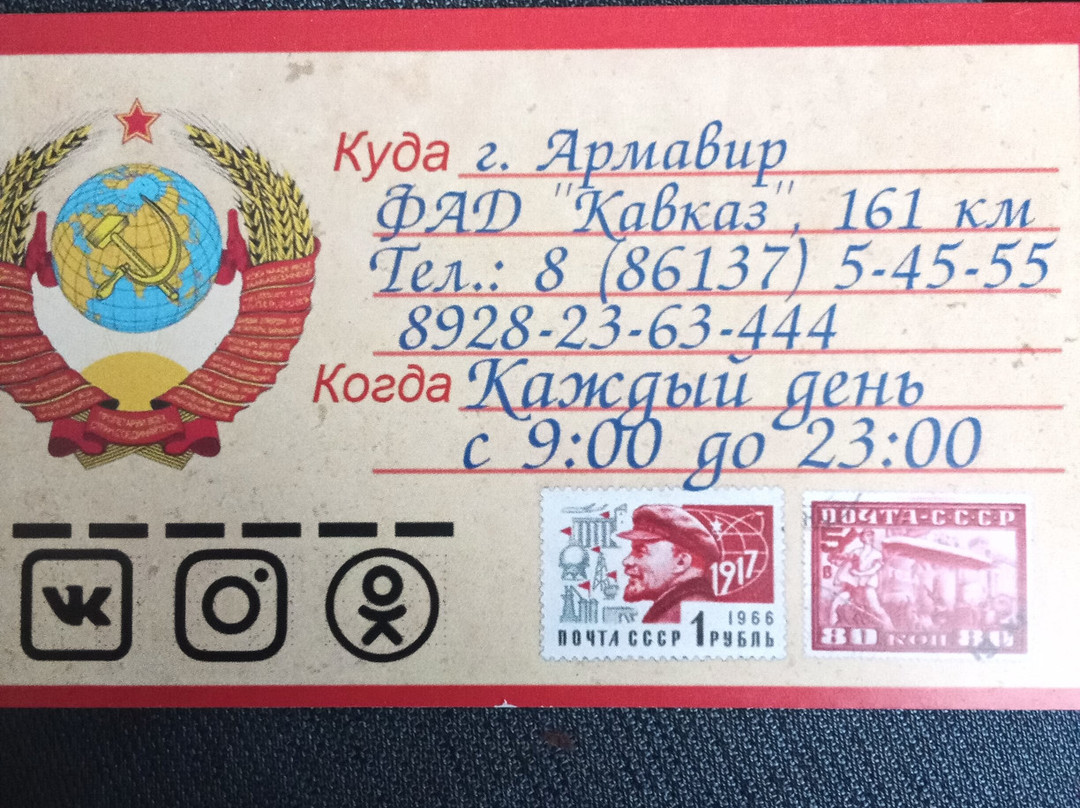 Куда г. Армавир
ФАД "Кавказ", 161 км
Тел.: 8 (86137) 5-45-55
8928-23-63-444
Когда Каждый день
с 9:00 до 23:00
1917
1966
ПОЧТА СССР 1 РУБЛЬ
ПОЧТА-С-С-С-Р
80 КОП 80